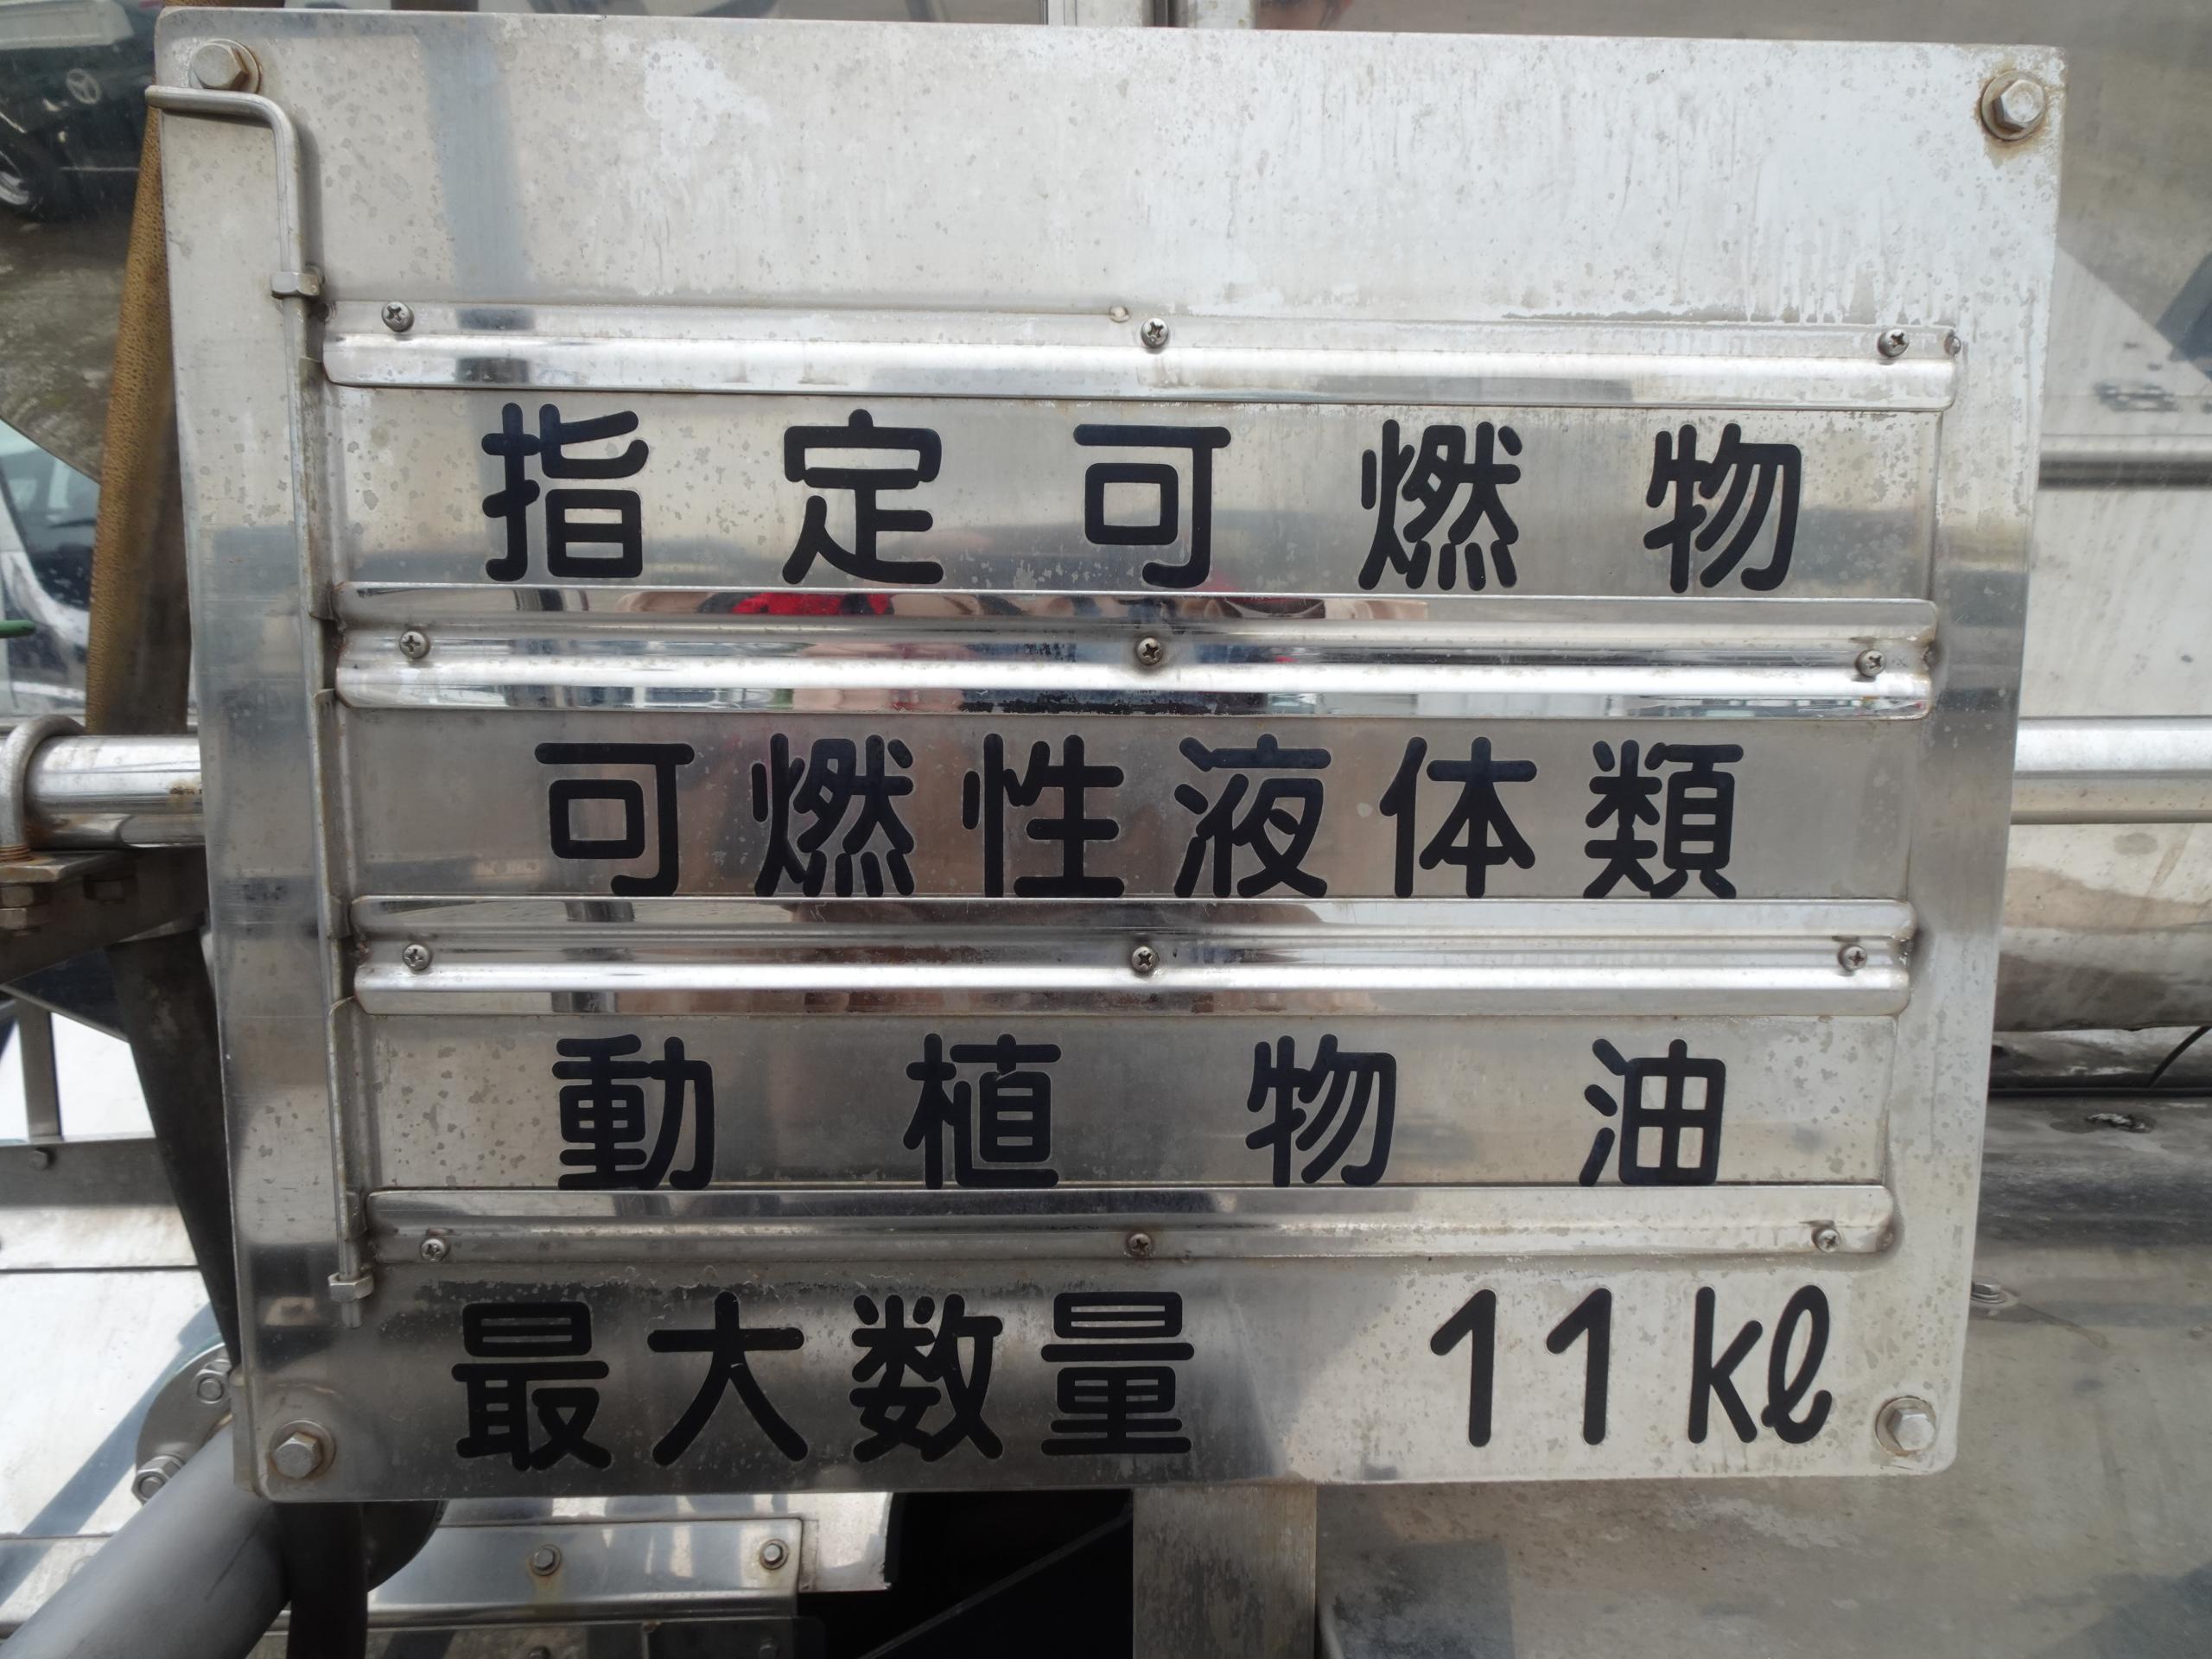 指定可燃物
可燃性液体類
動植物油
最大数量 11kℓ